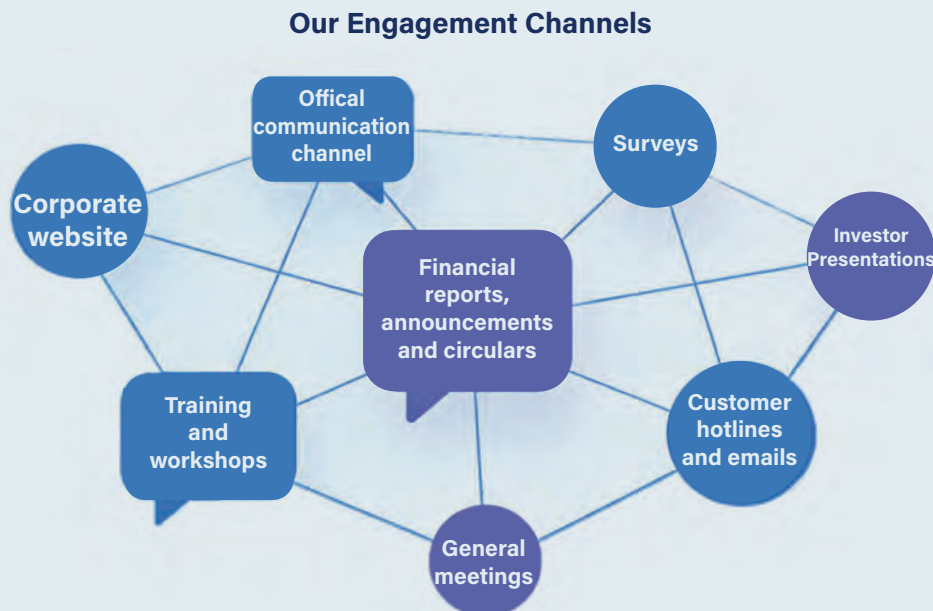 Our Engagement Channels
Offical
communication
channel
Surveys
Corporate
website
Investor
Presentations
Financial
reports,
announcements
and circulars
Training
and
workshops
Customer
hotlines
and emails
General
meetings